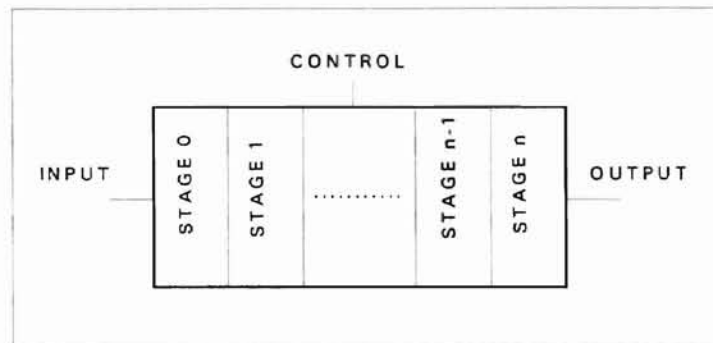 CONTROL
INPUT
STAGE 0
STAGE 1
...........
STAGE n-1
STAGE n
OUTPUT